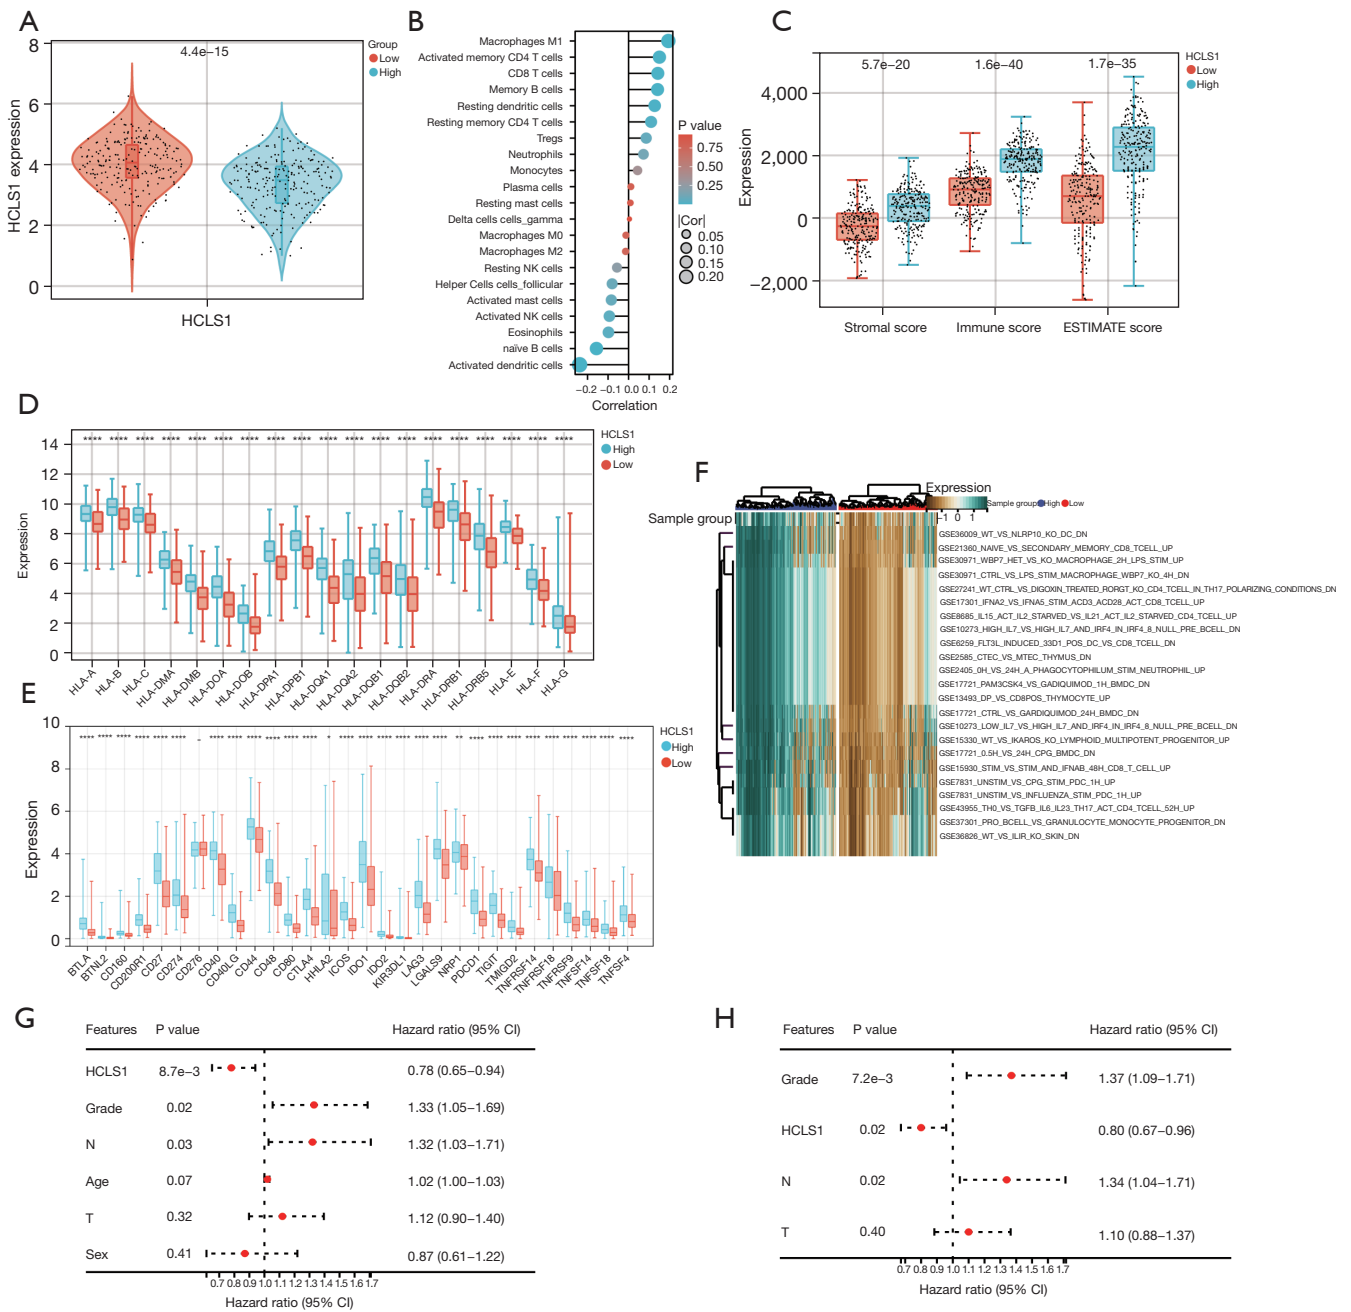 A
HCLS1 expression
8
6
4
2
0
4.4e−15
HCLS1
Group
Low
High
B
Macrophages M1
Activated memory CD4 T cells
CD8 T cells
Memory B cells
Resting dendritic cells
Resting memory CD4 T cells
Tregs
Neutrophils
Monocytes
Plasma cells
Resting mast cells
Delta cells cells_gamma
Macrophages M0
Macrophages M2
Resting NK cells
Helper Cells cells_follicular
Activated mast cells
Activated NK cells
Eosinophils
naïve B cells
Activated dendritic cells
−0.2 −0.1 0.0 0.1 0.2
Correlation
P value
0.75
0.50
0.25
|Cor|
0.05
0.10
0.15
0.20
C
Expression
4,000
2,000
0
−2,000
5.7e−20 1.6e−40 1.7e−35
Stromal score Immune score ESTIMATE score
HCLS1
Low
High
D
Expression
14
12
10
8
6
4
2
0
**** **** **** **** **** **** **** **** **** **** **** **** **** **** **** **** **** **** ****
HLA-A HLA-B HLA-C HLA-DMA HLA-DMB HLA-DOA HLA-DOB HLA-DPA1 HLA-DPB1 HLA-DQA1 HLA-DQA2 HLA-DQB1 HLA-DQB2 HLA-DRA HLA-DRB1 HLA-DRB5 HLA-E HLA-F HLA-G
HCLS1
High
Low
E
Expression
10
8
6
4
2
0
**** **** **** **** **** **** - **** **** **** **** **** **** * **** **** **** **** **** **** ** **** **** **** **** **** **** **** **** ****
BTLA BTNL2 CD160 CD200R1 CD27 CD274 CD276 CD40 CD40LG CD44 CD48 CD80 CTLA4 HHLA2 ICOS IDO1 IDO2 KIR3DL1 LAG3 LGALS9 NRP1 PDCD1 TIGIT TMIGD2 TNFRSF14 TNFRSF18 TNFRSF9 TNFSF14 TNFSF18 TNFSF4
HCLS1
High
Low
F
Expression
−1 0 1
Sample group High Low
Sample group
GSE36009_WT_VS_NLRP10_KO_DC_DN
GSE21360_NAIVE_VS_SECONDARY_MEMORY_CD8_TCELL_UP
GSE30971_WBP7_HET_VS_KO_MACROPHAGE_2H_LPS_STIM_UP
GSE30971_CTRL_VS_LPS_STIM_MACROPHAGE_WBP7_KO_4H_DN
GSE27241_WT_CTRL_VS_DIGOXIN_TREATED_RORGT_KO_CD4_TCELL_IN_TH17_POLARIZING_CONDITIONS_DN
GSE17301_IFNA2_VS_IFNA5_STIM_ACD3_ACD28_ACT_CD8_TCELL_UP
GSE8685_IL15_ACT_IL2_STARVED_VS_IL21_ACT_IL2_STARVED_CD4_TCELL_UP
GSE10273_HIGH_IL7_VS_HIGH_IL7_AND_IRF4_IN_IRF4_8_NULL_PRE_BCELL_DN
GSE6259_FLT3L_INDUCED_33D1_POS_DC_VS_CD8_TCELL_DN
GSE2585_CTEC_VS_MTEC_THYMUS_DN
GSE2405_0H_VS_24H_A_PHAGOCYTOPHILUM_STIM_NEUTROPHIL_UP
GSE17721_PAM3CSK4_VS_GADIQUIMOD_1H_BMDC_DN
GSE13493_DP_VS_CD8POS_THYMOCYTE_UP
GSE17721_CTRL_VS_GARDIQUIMOD_24H_BMDC_DN
GSE10273_LOW_IL7_VS_HIGH_IL7_AND_IRF4_IN_IRF4_8_NULL_PRE_BCELL_DN
GSE15330_WT_VS_IKAROS_KO_LYMPHOID_MULTIPOTENT_PROGENITOR_UP
GSE17721_0.5H_VS_24H_CPG_BMDC_DN
GSE15930_STIM_VS_STIM_AND_IFNAB_48H_CD8_T_CELL_UP
GSE7831_UNSTIM_VS_CPG_STIM_PDC_1H_UP
GSE7831_UNSTIM_VS_INFLUENZA_STIM_PDC_1H_UP
GSE43955_TH0_VS_TGFB_IL6_IL23_TH17_ACT_CD4_TCELL_52H_UP
GSE37301_PRO_BCELL_VS_GRANULOCYTE_MONOCYTE_PROGENITOR_DN
GSE36826_WT_VS_ILIR_KO_SKIN_DN
G
Features P value Hazard ratio (95% CI)
HCLS1 8.7e−3 0.78 (0.65−0.94)
Grade 0.02 1.33 (1.05−1.69)
N 0.03 1.32 (1.03−1.71)
Age 0.07 1.02 (1.00−1.03)
T 0.32 1.12 (0.90−1.40)
Sex 0.41 0.87 (0.61−1.22)
0.7 0.8 0.9 1.0 1.1 1.2 1.3 1.4 1.5 1.6 1.7
Hazard ratio (95% CI)
H
Features P value Hazard ratio (95% CI)
Grade 7.2e−3 1.37 (1.09−1.71)
HCLS1 0.02 0.80 (0.67−0.96)
N 0.02 1.34 (1.04−1.71)
T 0.40 1.10 (0.88−1.37)
0.7 0.8 0.9 1.0 1.1 1.2 1.3 1.4 1.5 1.6 1.7
Hazard ratio (95% CI)